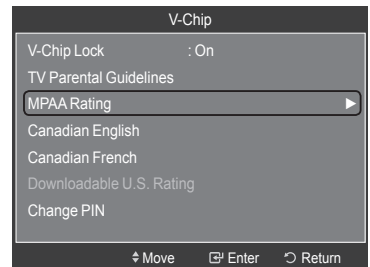 V-Chip
V-Chip Lock : On
TV Parental Guidelines
MPAA Rating ►
Canadian English
Canadian French
Downloadable U.S. Rating
Change PIN
Move Enter Return